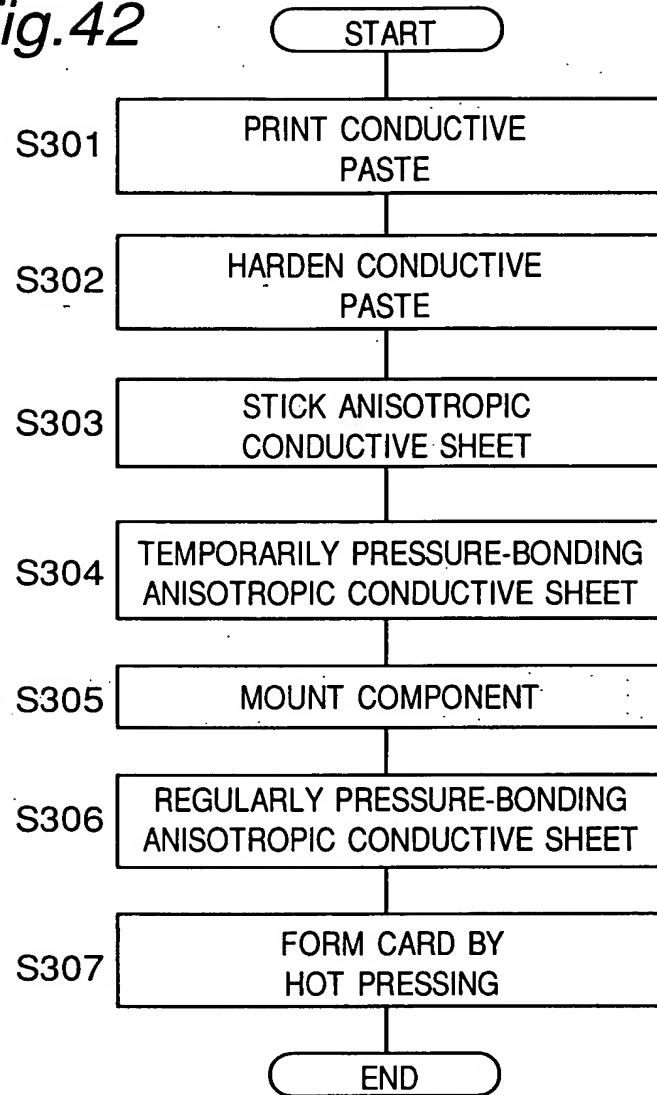 ig.42
START
S301
PRINT CONDUCTIVE
PASTE
S302
HARDEN CONDUCTIVE
PASTE
S303
STICK ANISOTROPIC
CONDUCTIVE SHEET
S304
TEMPORARILY PRESSURE-BONDING
ANISOTROPIC CONDUCTIVE SHEET
S305
MOUNT COMPONENT
S306
REGULARLY PRESSURE-BONDING
ANISOTROPIC CONDUCTIVE SHEET
S307
FORM CARD BY
HOT PRESSING
END